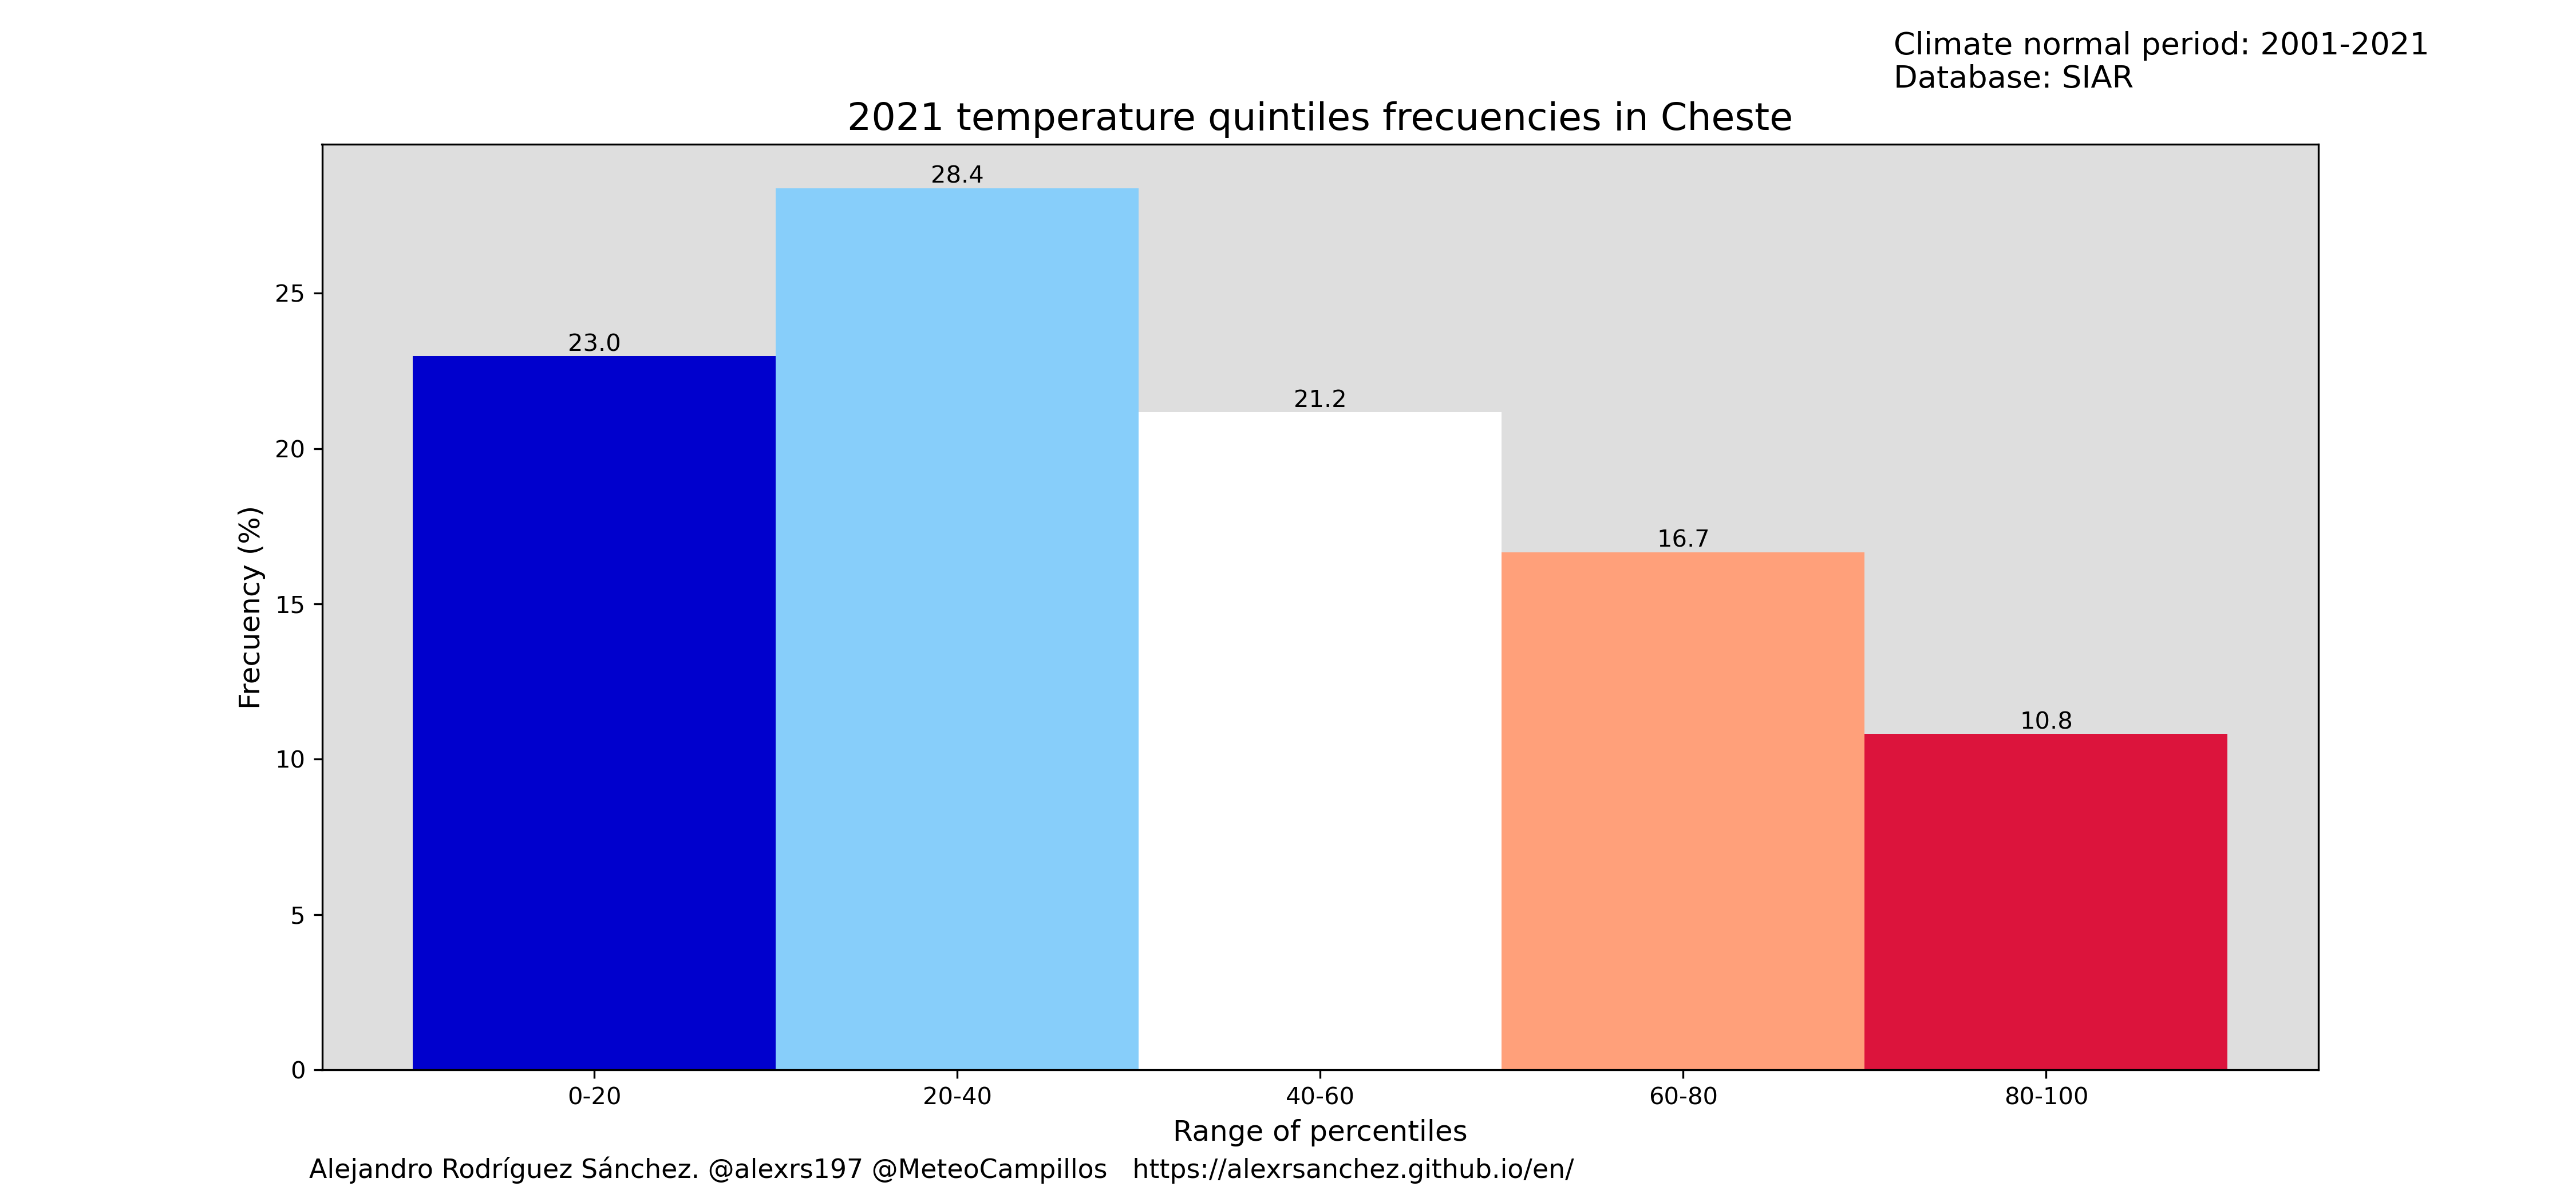 Climate normal period: 2001-2021
Database: SIAR
2021 temperature quintiles frecuencies in Cheste
28.4
23.0
21.2
16.7
10.8
25
20
15
10
5
0
Frecuency (%)
0-20 20-40 40-60 60-80 80-100
Range of percentiles
Alejandro Rodríguez Sánchez. @alexrs197 @MeteoCampillos https://alexrsanchez.github.io/en/